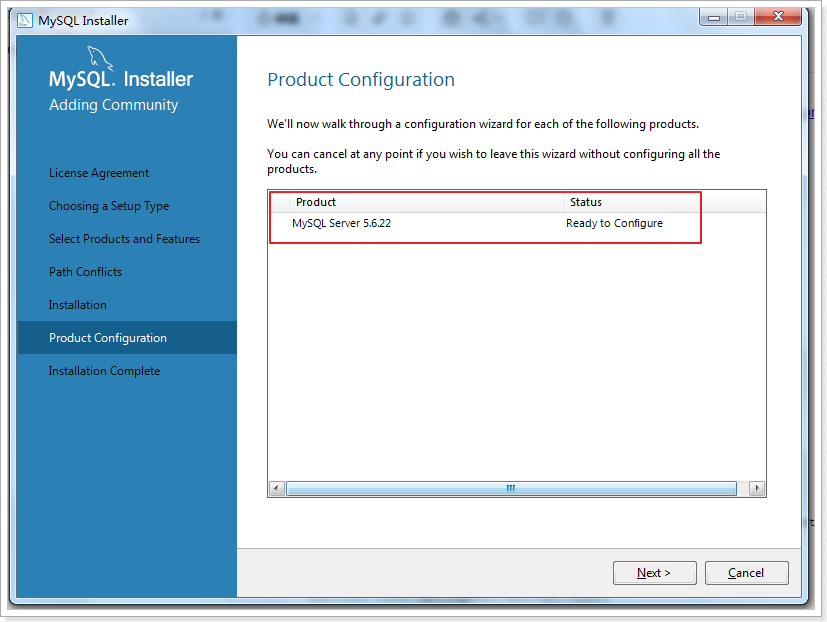 MySQL Installer
MySQL. Installer
Adding Community
License Agreement
Choosing a Setup Type
Select Products and Features
Path Conflicts
Installation
Product Configuration
Installation Complete
Product Configuration
We'll now walk through a configuration wizard for each of the following products.
You can cancel at any point if you wish to leave this wizard without configuring all the
products.
Product Status
MySQL Server 5.6.22 Ready to Configure
Next > Cancel